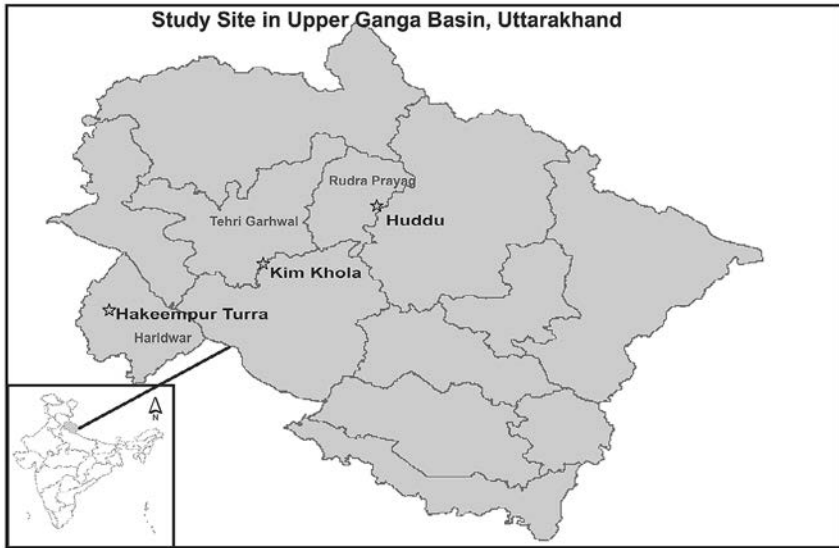 Study Site in Upper Ganga Basin, Uttarakhand
Rudra Prayag
Tehri Garhwal
Huddu
Kim Khola
Hakeempur Turra
Haridwar
N